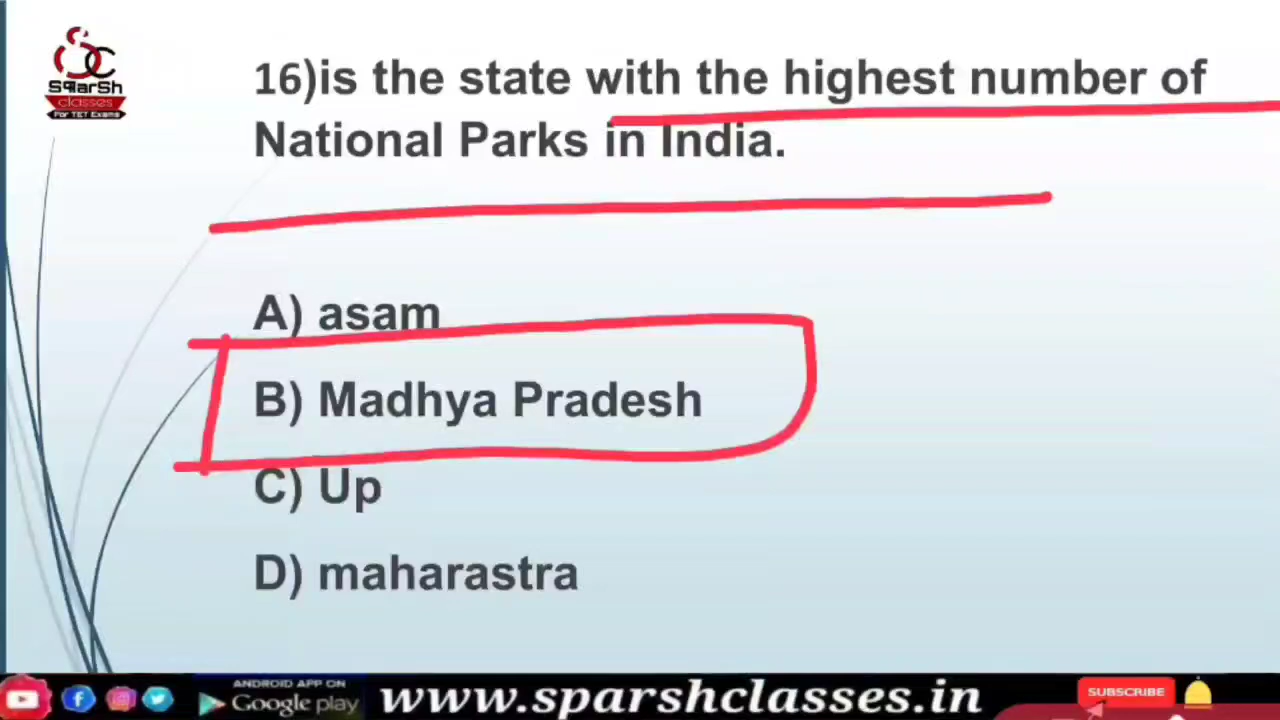 SparSh
classes
For TET Exams
16)is the state with the highest number of
National Parks in India.
A) asam
B) Madhya Pradesh
C) Up
D) maharastra
ANDROID APP ON
Google play
www.sparshclasses.in
SUBSCRIBE